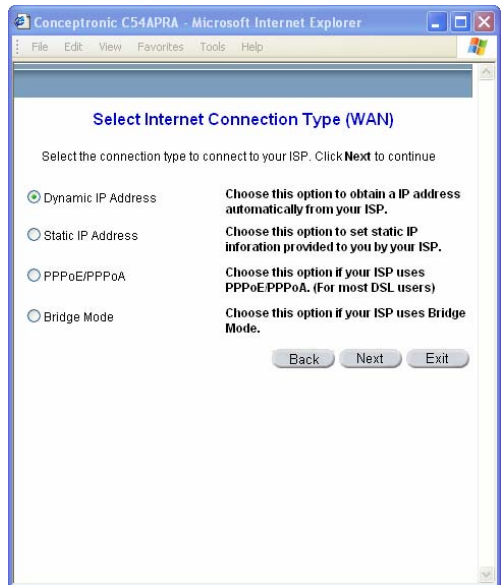 Conceptronic C54APRA - Microsoft Internet Explorer
File Edit View Favorites Tools Help
Select Internet Connection Type (WAN)
Select the connection type to connect to your ISP. Click Next to continue
Dynamic IP Address
Choose this option to obtain a IP address
automatically from your ISP.
Static IP Address
Choose this option to set static IP
inforation provided to you by your ISP.
PPPoE/PPPoA
Choose this option if your ISP uses
PPPoE/PPPoA. (For most DSL users)
Bridge Mode
Choose this option if your ISP uses Bridge
Mode.
Back Next Exit